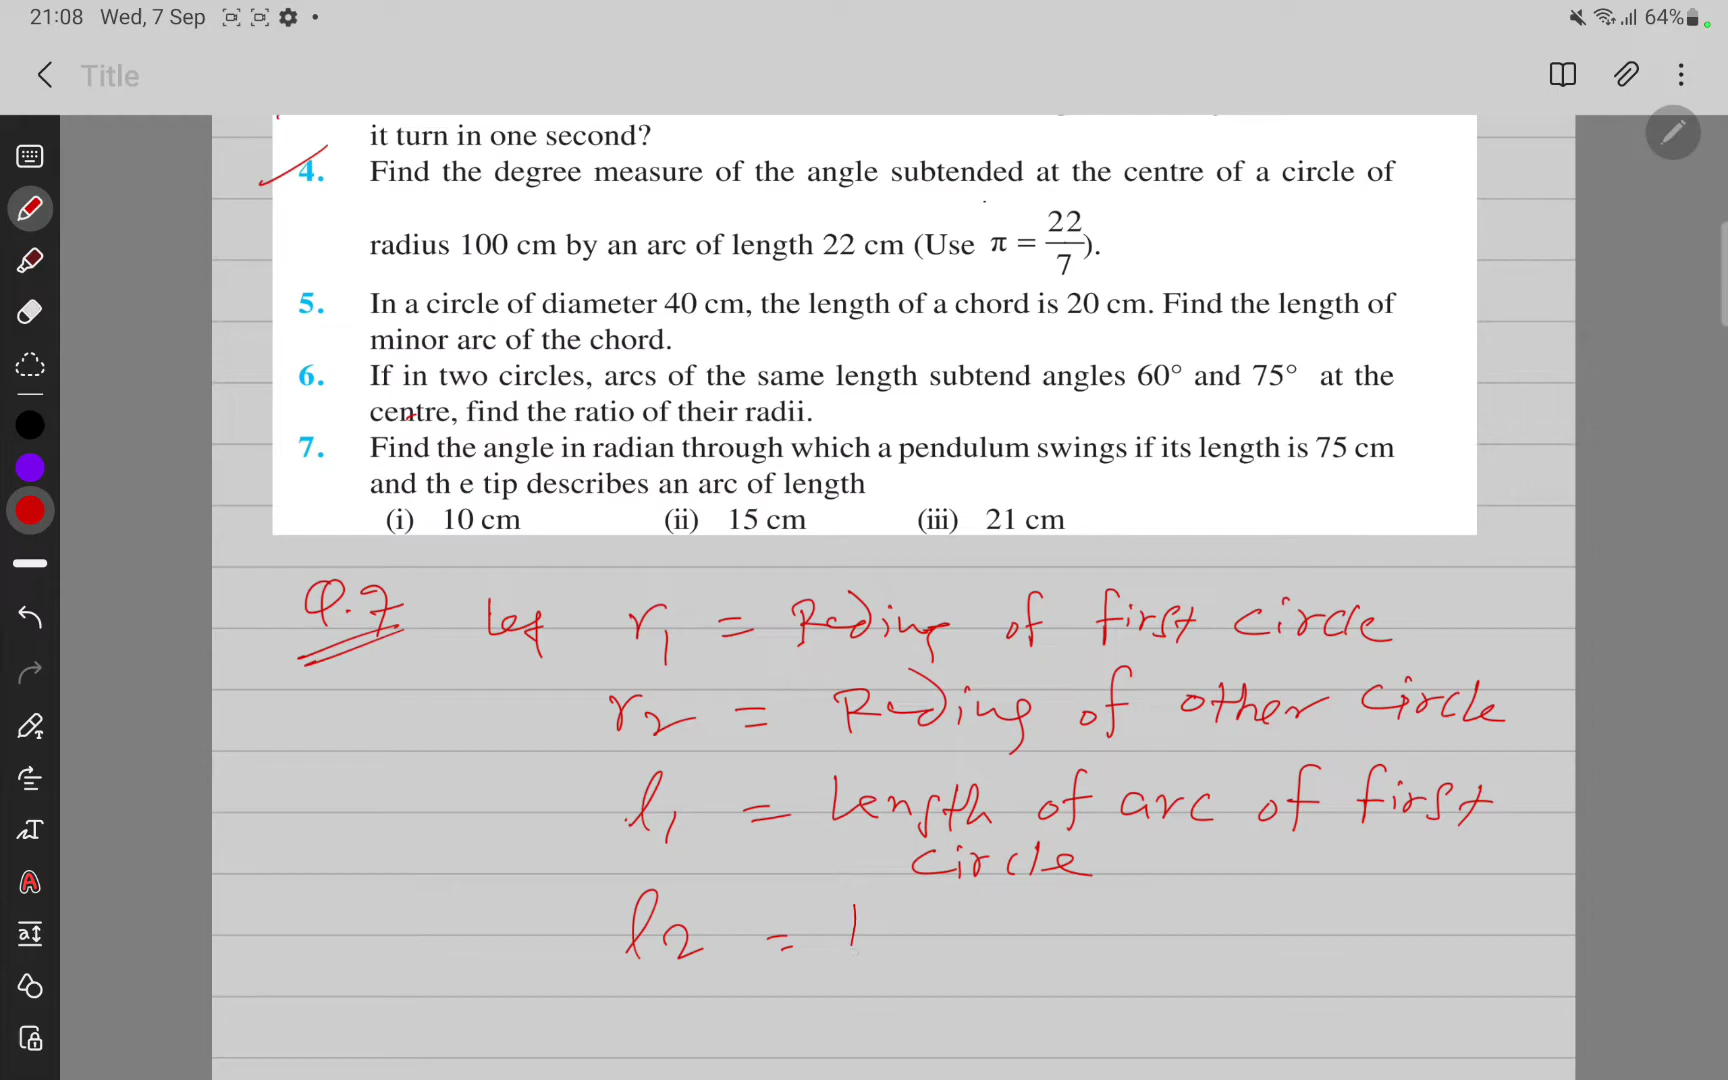 21:08 Wed, 7 Sep 64%
Title
it turn in one second?
4. Find the degree measure of the angle subtended at the centre of a circle of
radius 100 cm by an arc of length 22 cm (Use π = 22/7).
5. In a circle of diameter 40 cm, the length of a chord is 20 cm. Find the length of
minor arc of the chord.
6. If in two circles, arcs of the same length subtend angles 60° and 75° at the
centre, find the ratio of their radii.
7. Find the angle in radian through which a pendulum swings if its length is 75 cm
and th e tip describes an arc of length
(i) 10 cm (ii) 15 cm (iii) 21 cm
Q.7 let r1 = Radius of first circle
r2 = Radius of other circle
l1 = Length of arc of first
circle
l2 = l